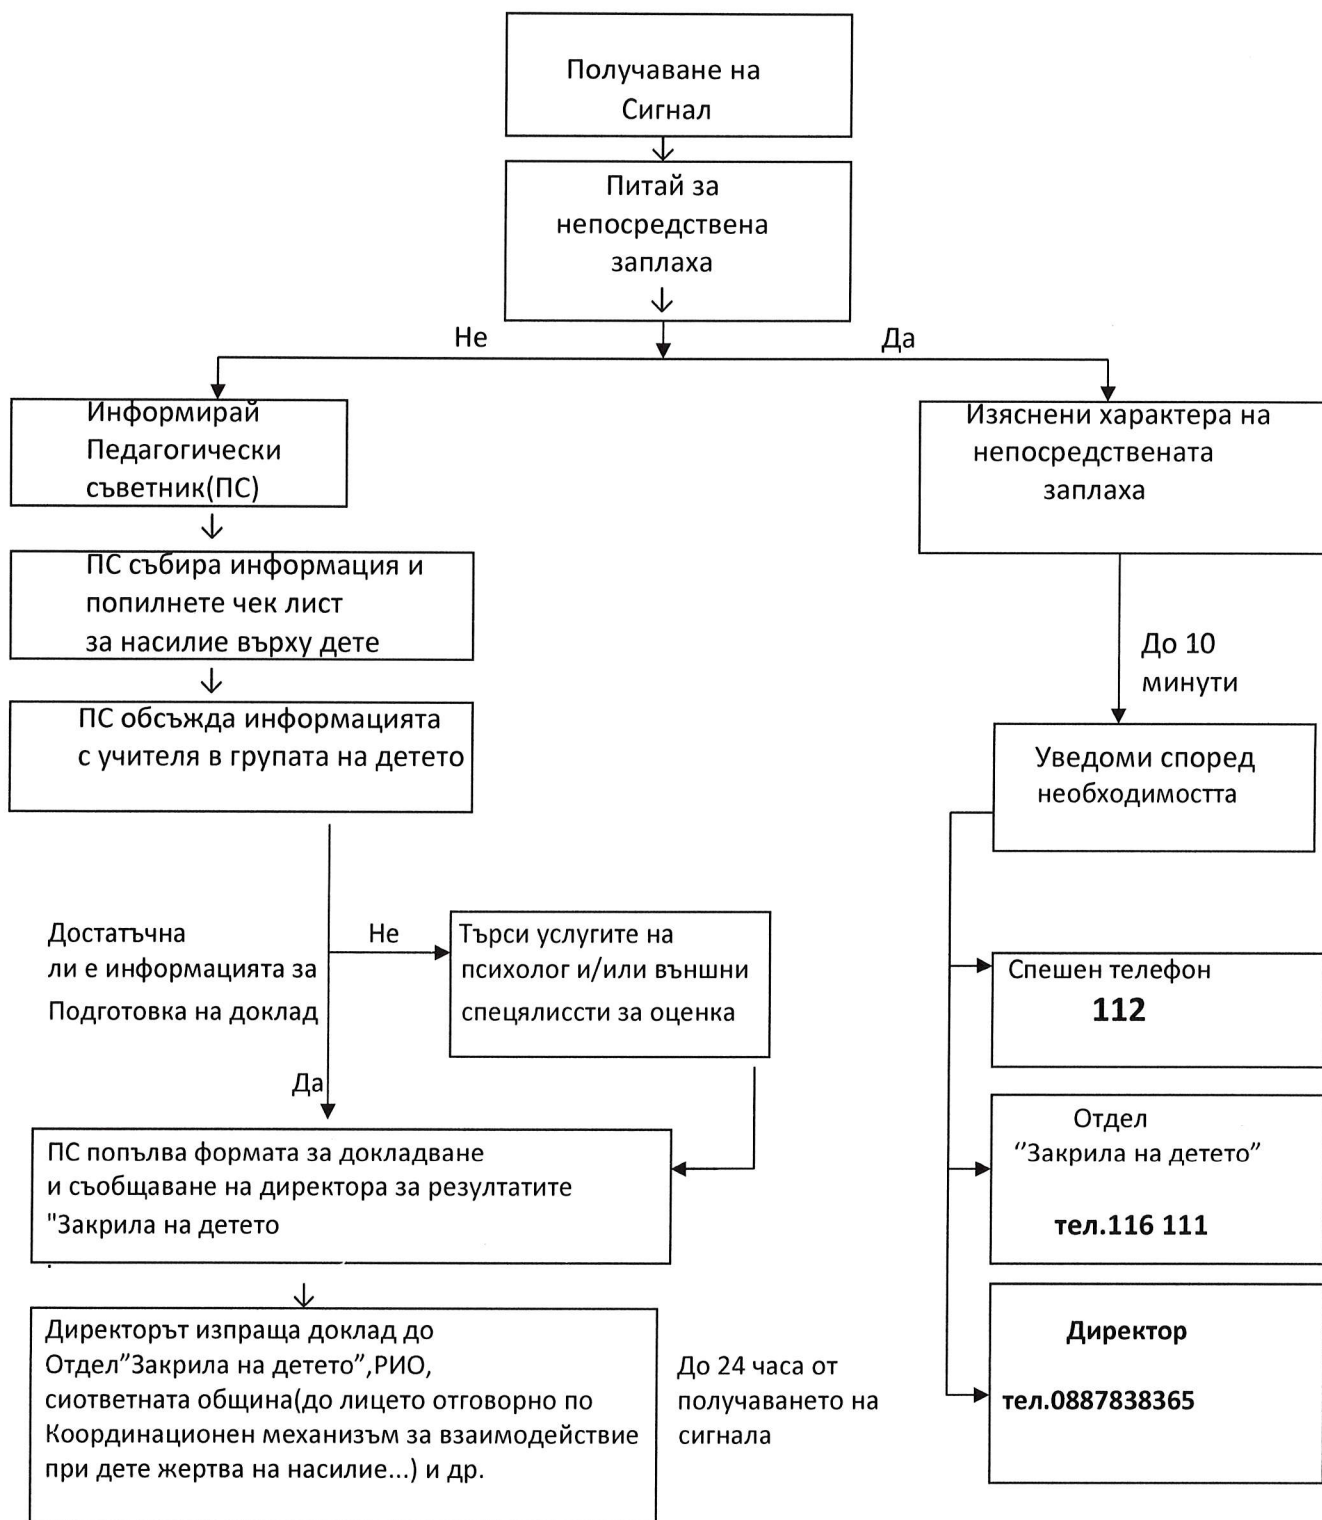 Получаване на
Сигнал
Питай за
непосредствена
заплаха
Не
Да
Информирай
Педагогически
съветник(ПС)
Изяснени характера на
непосредствената
заплаха
ПС събира информация и
попилнете чек лист
за насилие върху дете
До 10
минути
ПС обсъжда информацията
с учителя в групата на детето
Уведоми според
необходимостта
Достатъчна
ли е информацията за
Подготовка на доклад
Не
Търси услугите на
психолог и/или външни
спецялиссти за оценка
Да
Спешен телефон
112
Отдел
"Закрила на детето”
тел.116 111
ПС попълва формата за докладване
и съобщаване на директора за резултатите
"Закрила на детето
.
Директорът изпраща доклад до
Отдел”Закрила на детето”,РИО,
сиответната община(до лицето отговорно по
Координационен механизъм за взаимодействие
при дете жертва на насилие...) и др.
До 24 часа от
получаването на
сигнала
Директор
тел.0887838365